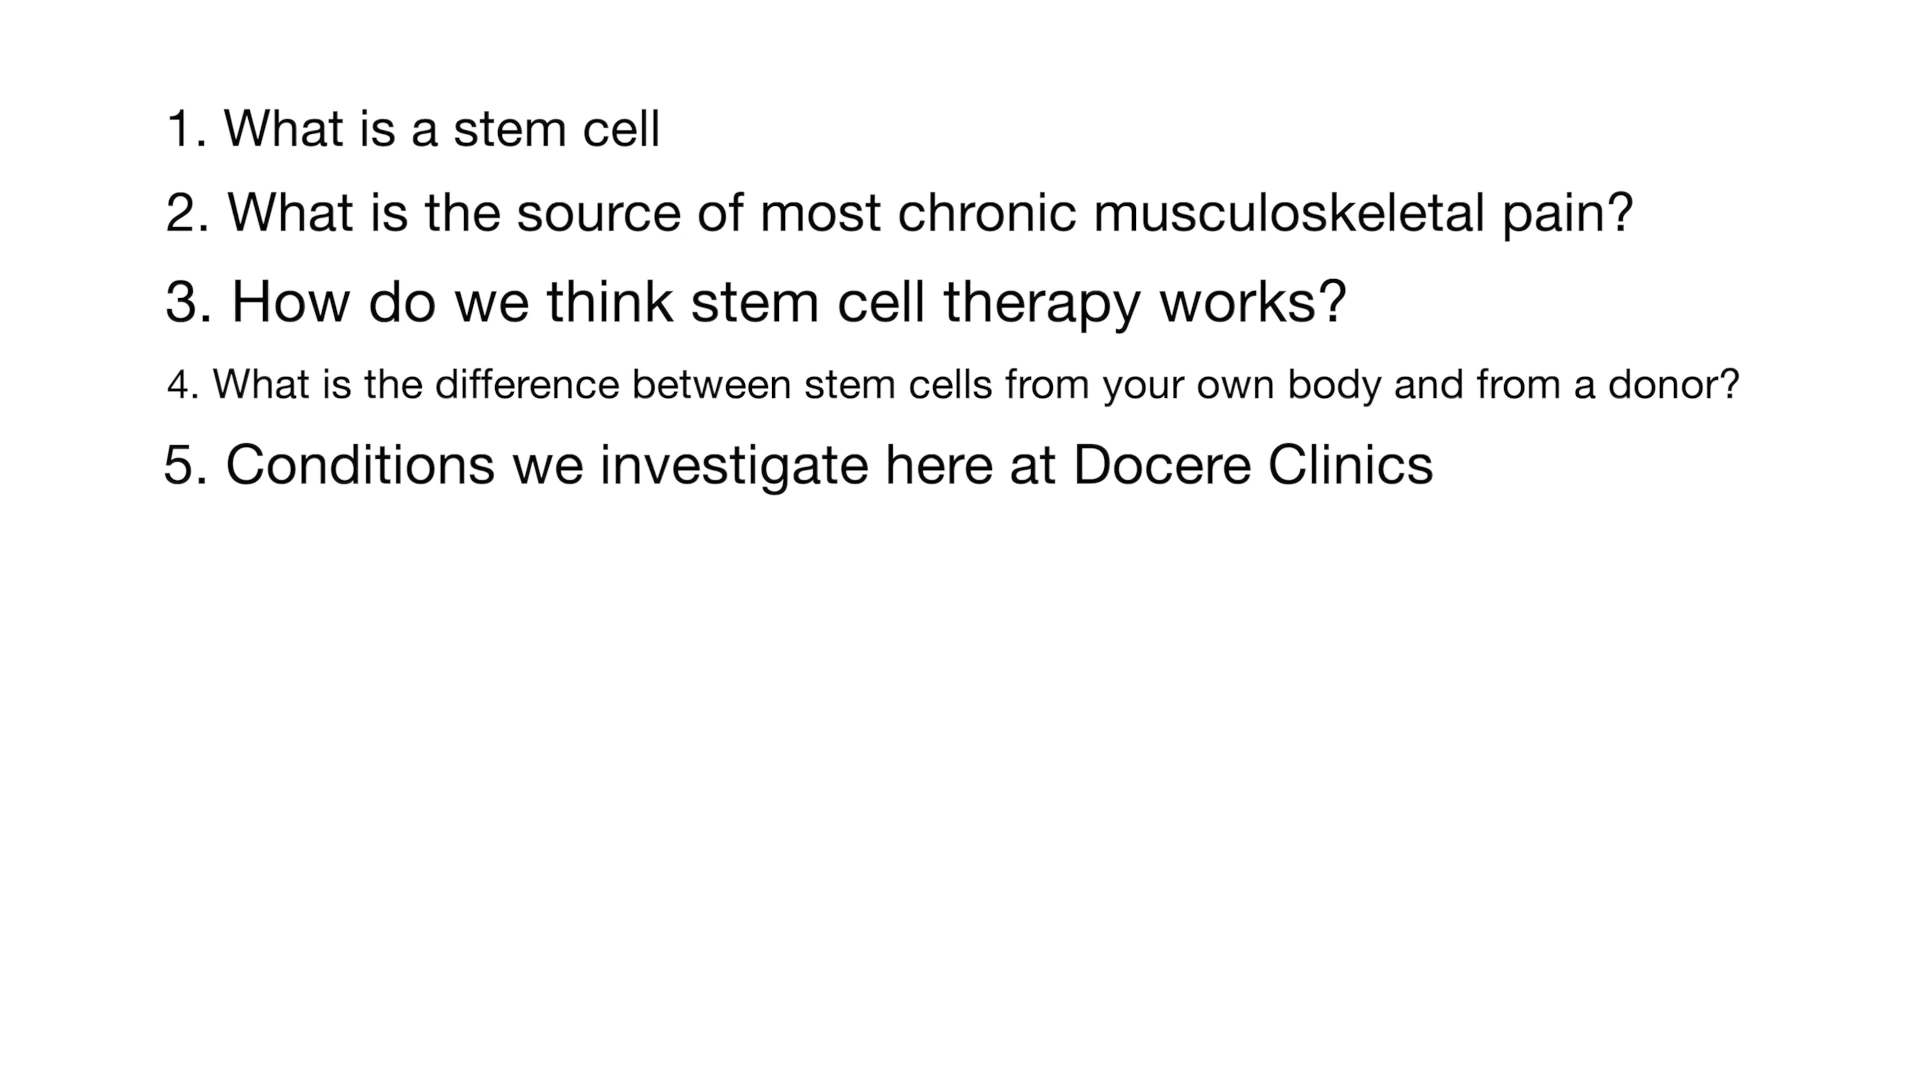 1. What is a stem cell
2. What is the source of most chronic musculoskeletal pain?
3. How do we think stem cell therapy works?
4. What is the difference between stem cells from your own body and from a donor?
5. Conditions we investigate here at Docere Clinics